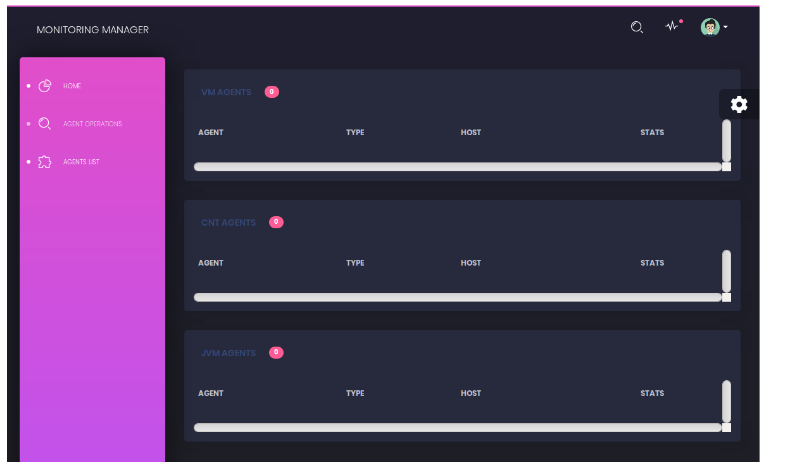 MONITORING MANAGER
HOME
AGENT OPERATIONS
AGENTS LIST
VM AGENTS 0
AGENT TYPE HOST STATS
CNT AGENTS 0
AGENT TYPE HOST STATS
JVM AGENTS 0
AGENT TYPE HOST STATS